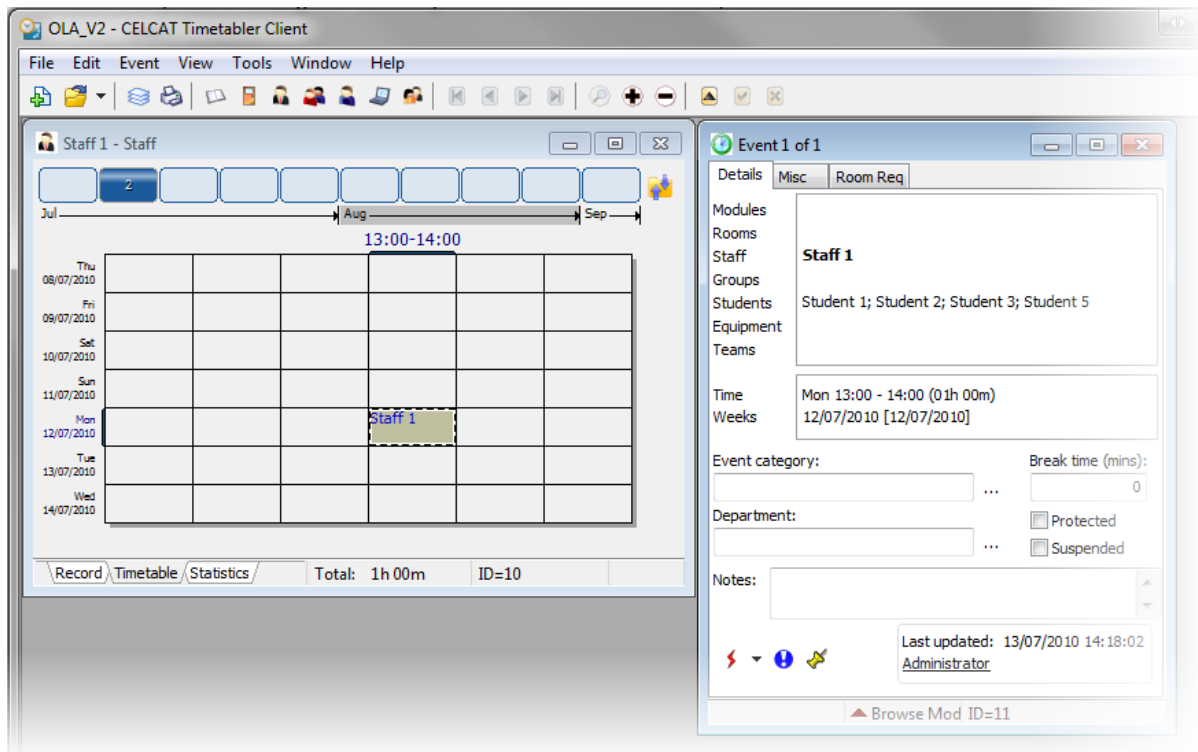 OLA_V2 - CELCAT Timetabler Client
File Edit Event View Tools Window Help
Staff 1 - Staff
2
Jul Aug Sep
13:00-14:00
Thu
08/07/2010
Fri
09/07/2010
Sat
10/07/2010
Sun
11/07/2010
Mon
12/07/2010
Staff 1
Tue
13/07/2010
Wed
14/07/2010
Record Timetable Statistics Total: 1h 00m ID=10
Event 1 of 1
Details Misc Room Req
Modules
Rooms
Staff Staff 1
Groups
Students Student 1; Student 2; Student 3; Student 5
Equipment
Teams
Time Mon 13:00 - 14:00 (01h 00m)
Weeks 12/07/2010 [12/07/2010]
Event category: Break time (mins):
... 0
Department: Protected
... Suspended
Notes:
Last updated: 13/07/2010 14:18:02
Administrator
Browse Mod ID=11